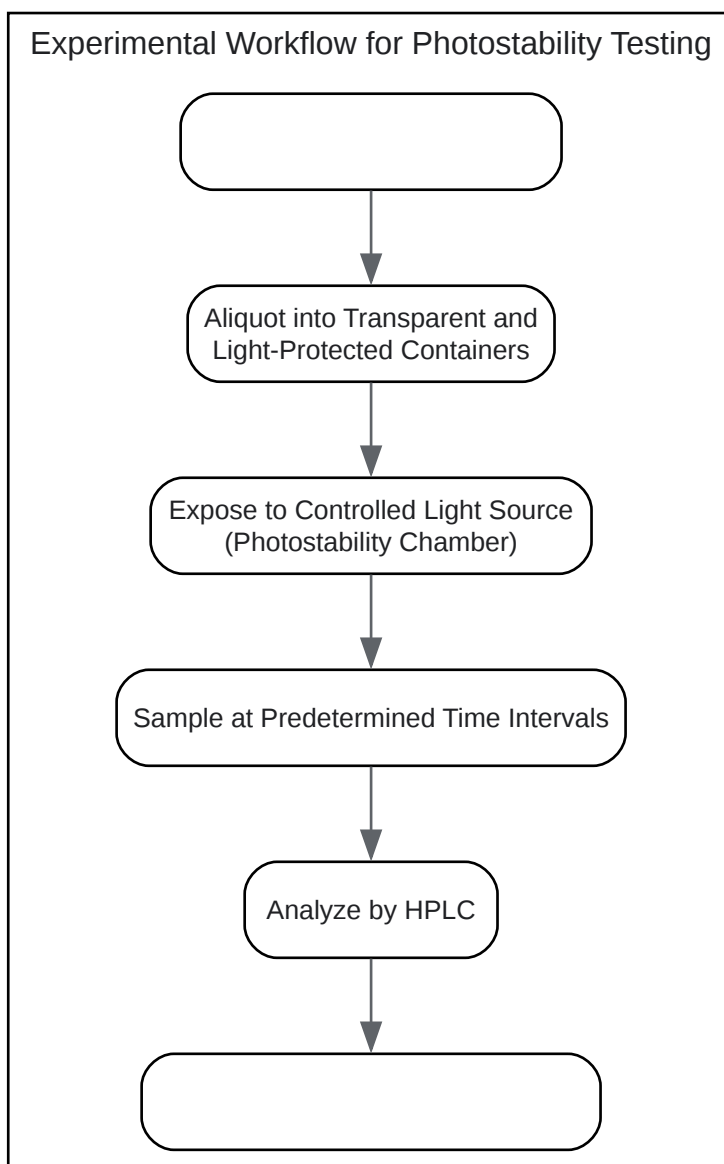 Experimental Workflow for Photostability Testing
Aliquot into Transparent and
Light-Protected Containers
Expose to Controlled Light Source
(Photostability Chamber)
Sample at Predetermined Time Intervals
Analyze by HPLC